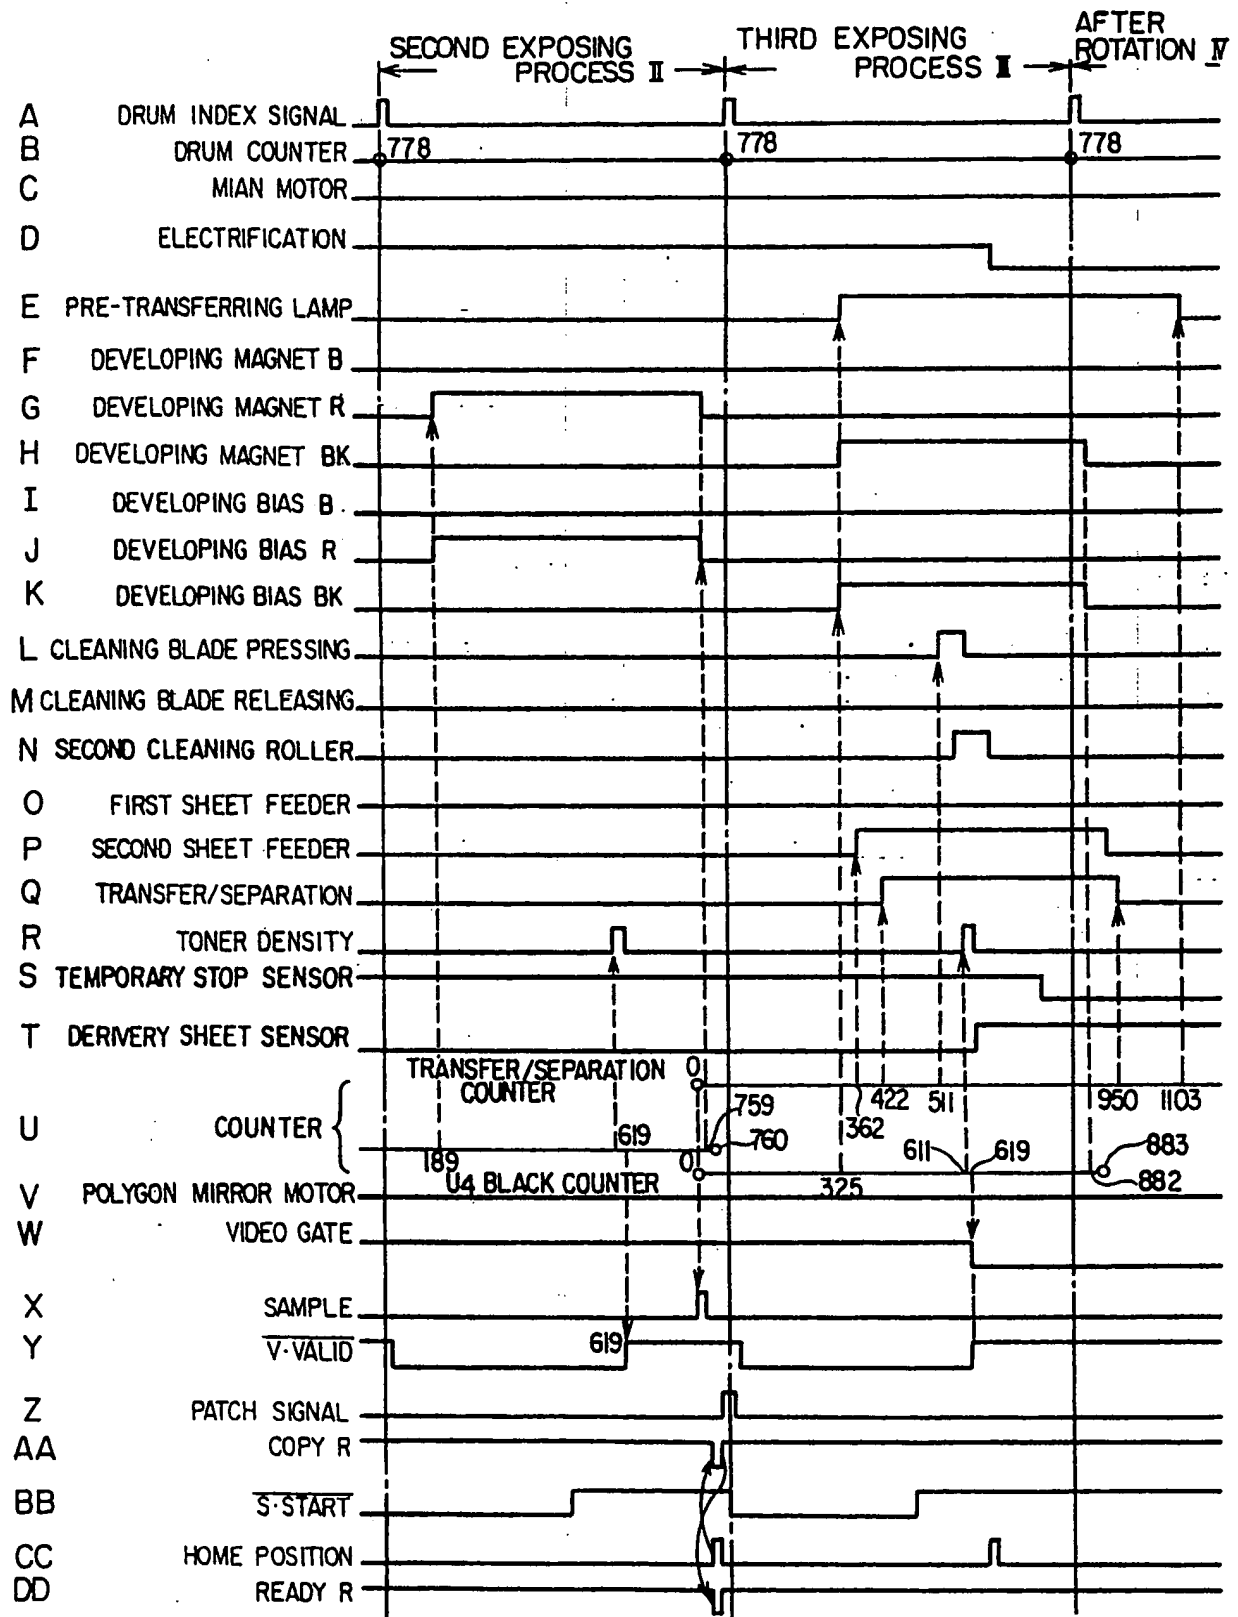 SECOND EXPOSING PROCESS II
THIRD EXPOSING PROCESS III
AFTER ROTATION IV
A DRUM INDEX SIGNAL
B DRUM COUNTER 778 778 778
C MIAN MOTOR
D ELECTRIFICATION
E PRE-TRANSFERRING LAMP
F DEVELOPING MAGNET B
G DEVELOPING MAGNET R
H DEVELOPING MAGNET BK
I DEVELOPING BIAS B
J DEVELOPING BIAS R
K DEVELOPING BIAS BK
L CLEANING BLADE PRESSING
M CLEANING BLADE RELEASING
N SECOND CLEANING ROLLER
O FIRST SHEET FEEDER
P SECOND SHEET FEEDER
Q TRANSFER/SEPARATION
R TONER DENSITY
S TEMPORARY STOP SENSOR
T DERIVERY SHEET SENSOR
TRANSFER/SEPARATION COUNTER 0
362 422 511 950 1103
U COUNTER 189 619 759 760
U4 BLACK COUNTER 0 325 611 619 883 882
V POLYGON MIRROR MOTOR
W VIDEO GATE
X SAMPLE
Y V·VALID 619
Z PATCH SIGNAL
AA COPY R
BB S·START
CC HOME POSITION
DD READY R